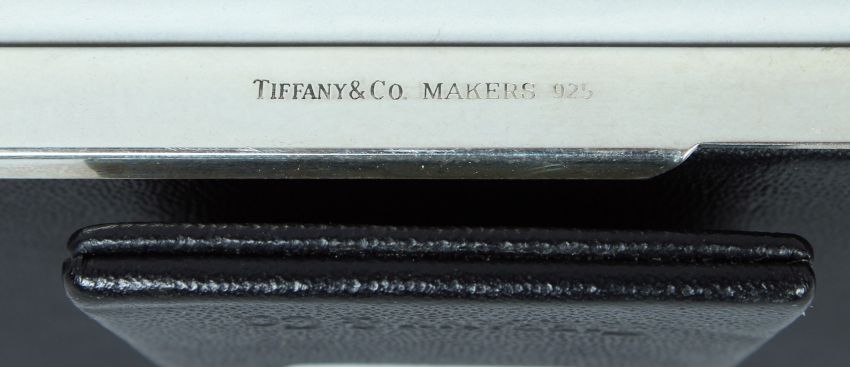 TIFFANY & CO. MAKERS 925